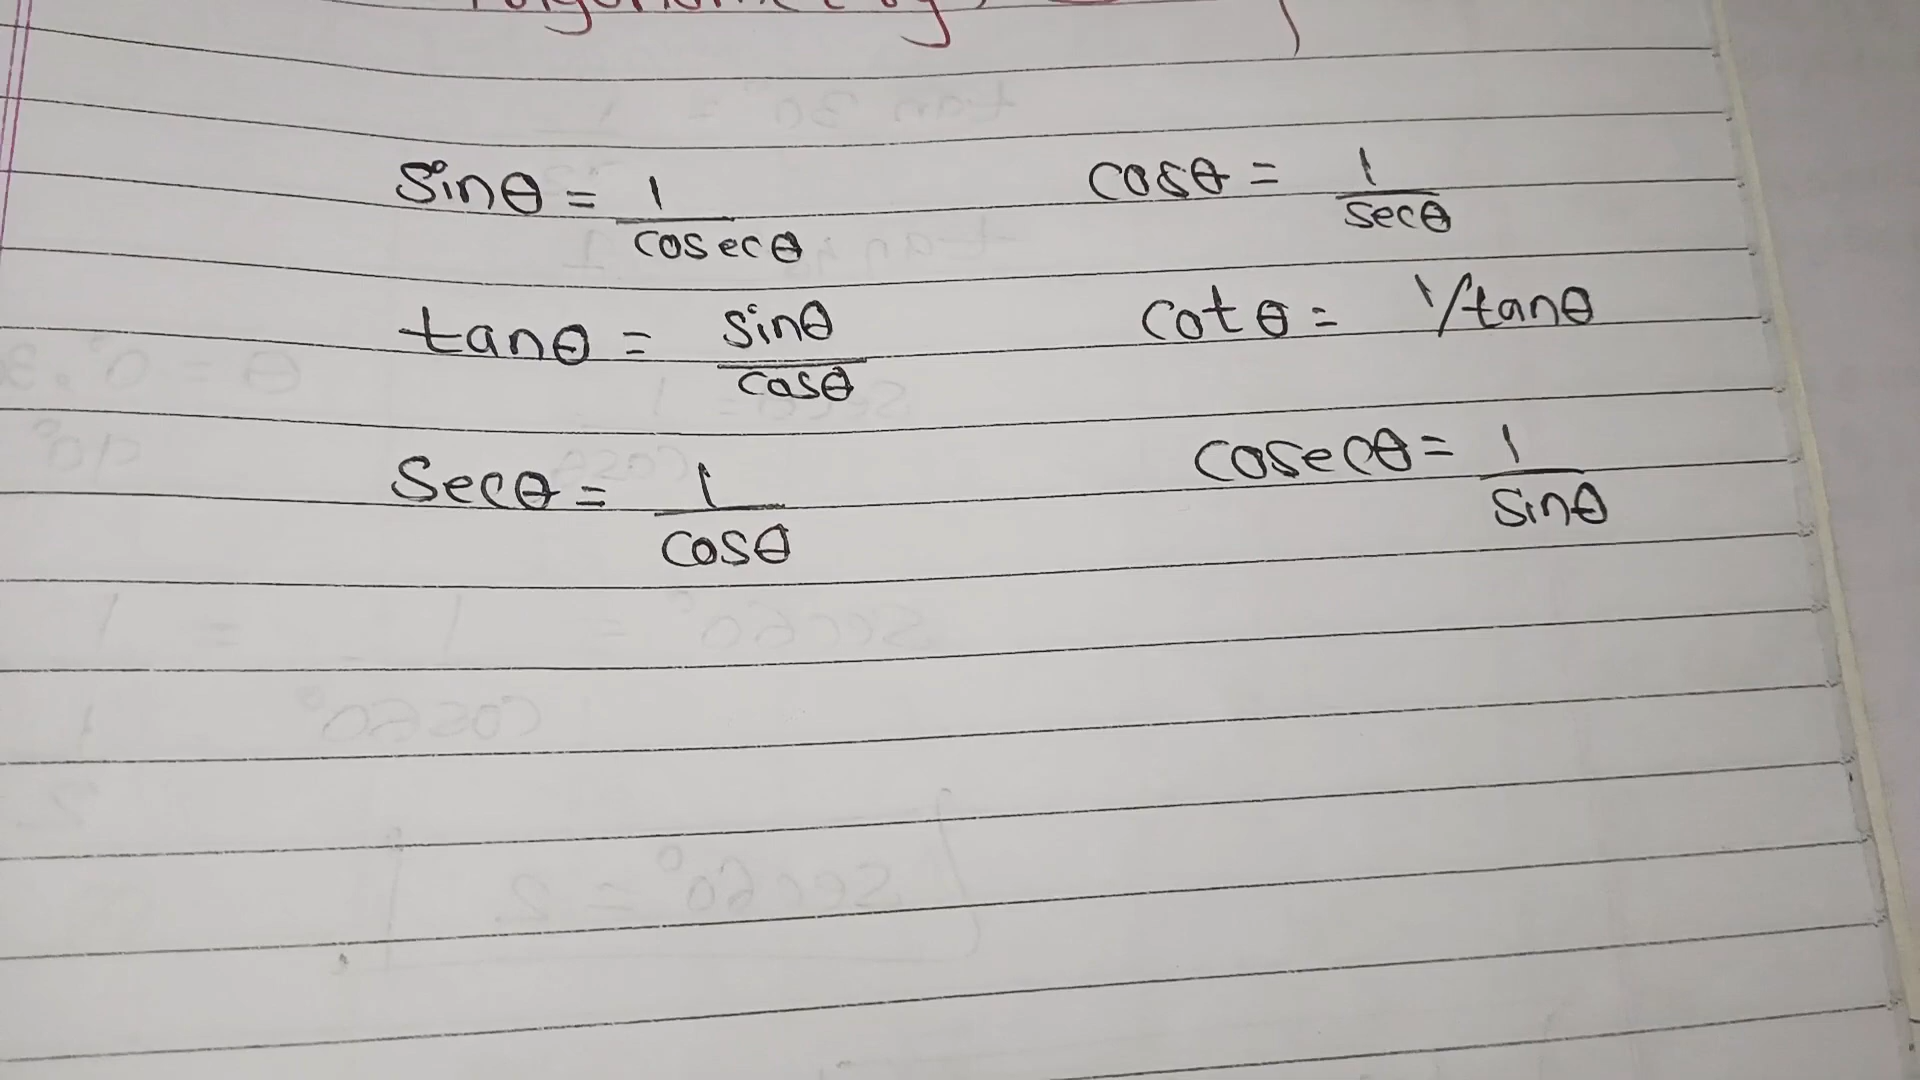 sinθ = 1/cosecθ    cosθ = 1/secθ
tanθ = sinθ/cosθ    cotθ = 1/tanθ
secθ = 1/cosθ    cosecθ = 1/sinθ